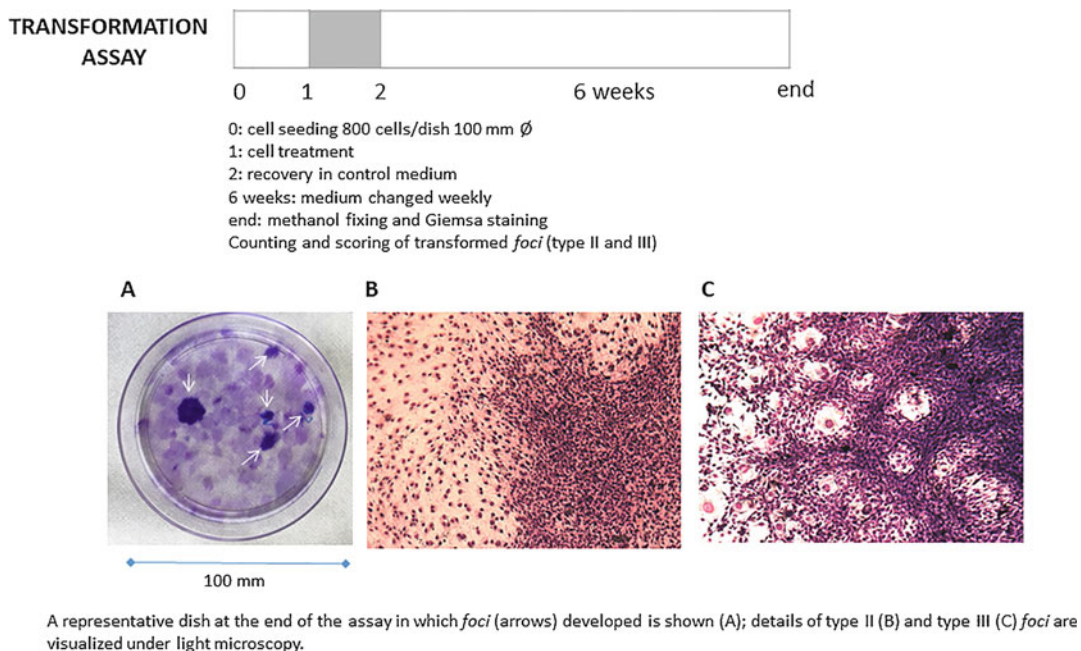 TRANSFORMATION
ASSAY
0 1 2 6 weeks end
0: cell seeding 800 cells/dish 100 mm Ø
1: cell treatment
2: recovery in control medium
6 weeks: medium changed weekly
end: methanol fixing and Giemsa staining
Counting and scoring of transformed foci (type II and III)
A B C
100 mm
A representative dish at the end of the assay in which foci (arrows) developed is shown (A); details of type II (B) and type III (C) foci are
visualized under light microscopy.